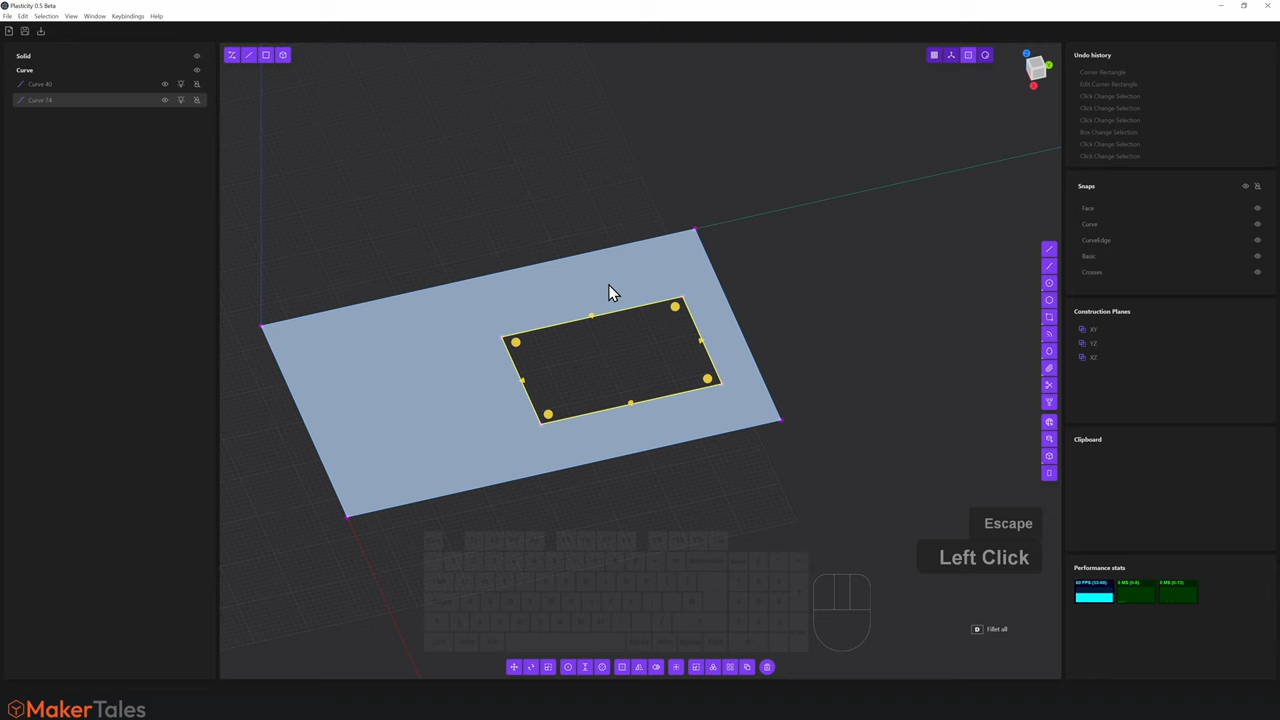 Plasticity 0.5 Beta
File Edit Selection View Window Keybindings Help
Solid
Curve
Curve 40
Curve 74
Undo history
Corner Rectangle
Edit Corner Rectangle
Click Change Selection
Click Change Selection
Click Change Selection
Box Change Selection
Click Change Selection
Click Change Selection
Snaps
Face
Curve
CurveEdge
Basic
Crosses
Construction Planes
XY
YZ
XZ
Clipboard
Performance stats
Escape
Left Click
D Fillet all
MakerTales